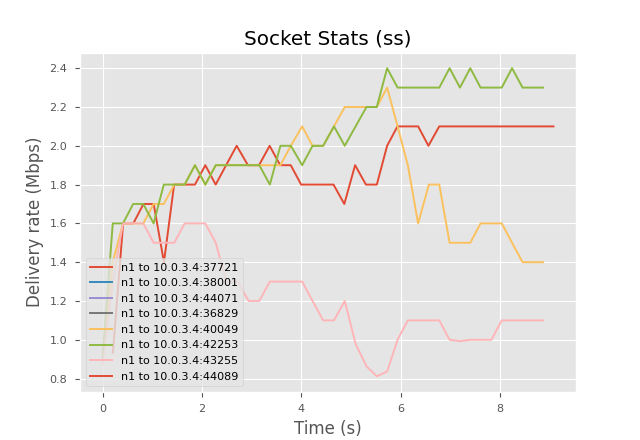 Socket Stats (ss)
Delivery rate (Mbps)
2.4
2.2
2.0
1.8
1.6
1.4
1.2
1.0
0.8
n1 to 10.0.3.4:37721
n1 to 10.0.3.4:38001
n1 to 10.0.3.4:44071
n1 to 10.0.3.4:36829
n1 to 10.0.3.4:40049
n1 to 10.0.3.4:42253
n1 to 10.0.3.4:43255
n1 to 10.0.3.4:44089
0 2 4 6 8
Time (s)